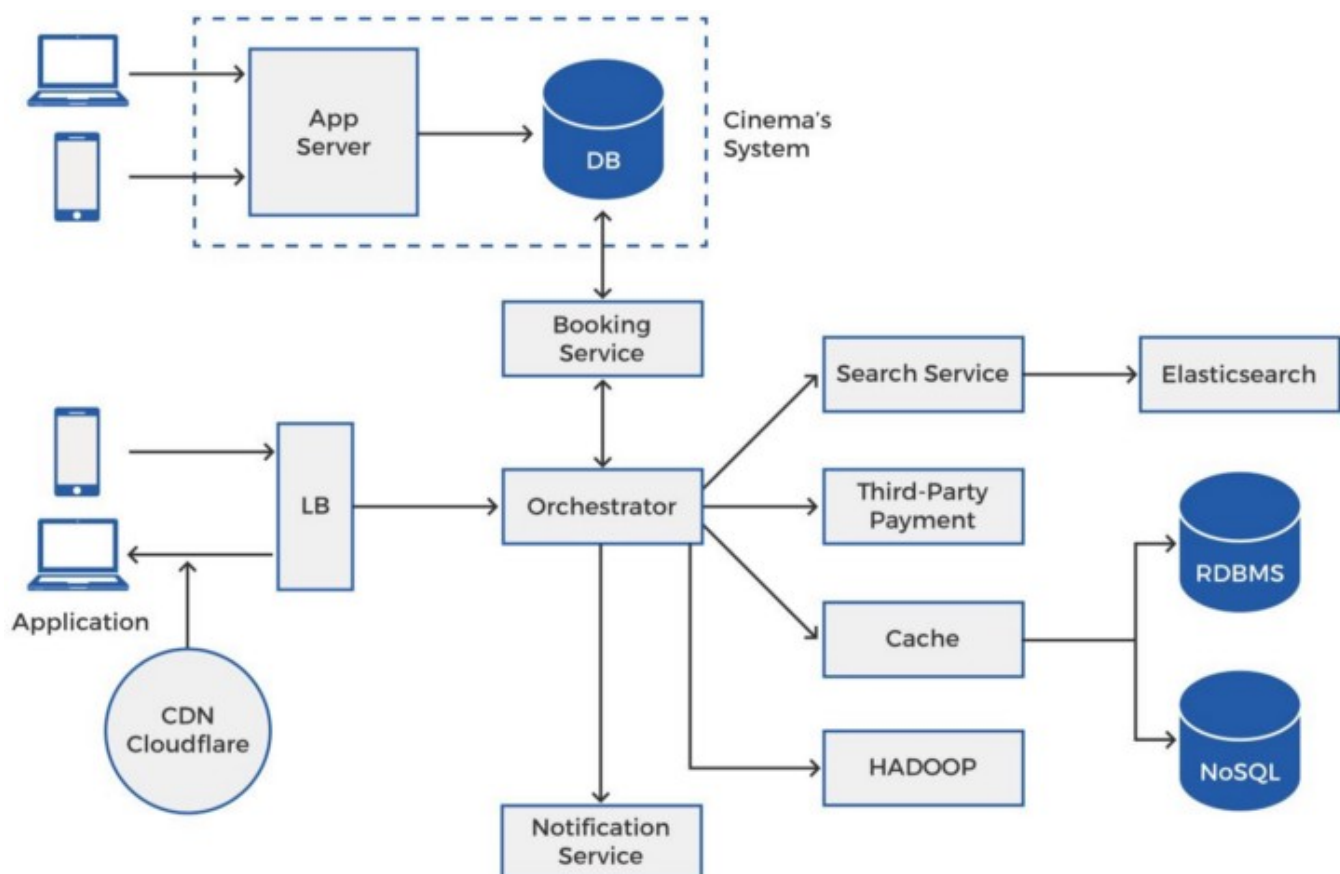 App
Server
DB
Cinema's
System
Booking
Service
Search Service
Elasticsearch
LB
Orchestrator
Third-Party
Payment
RDBMS
Application
Cache
CDN
Cloudflare
HADOOP
NoSQL
Notification
Service